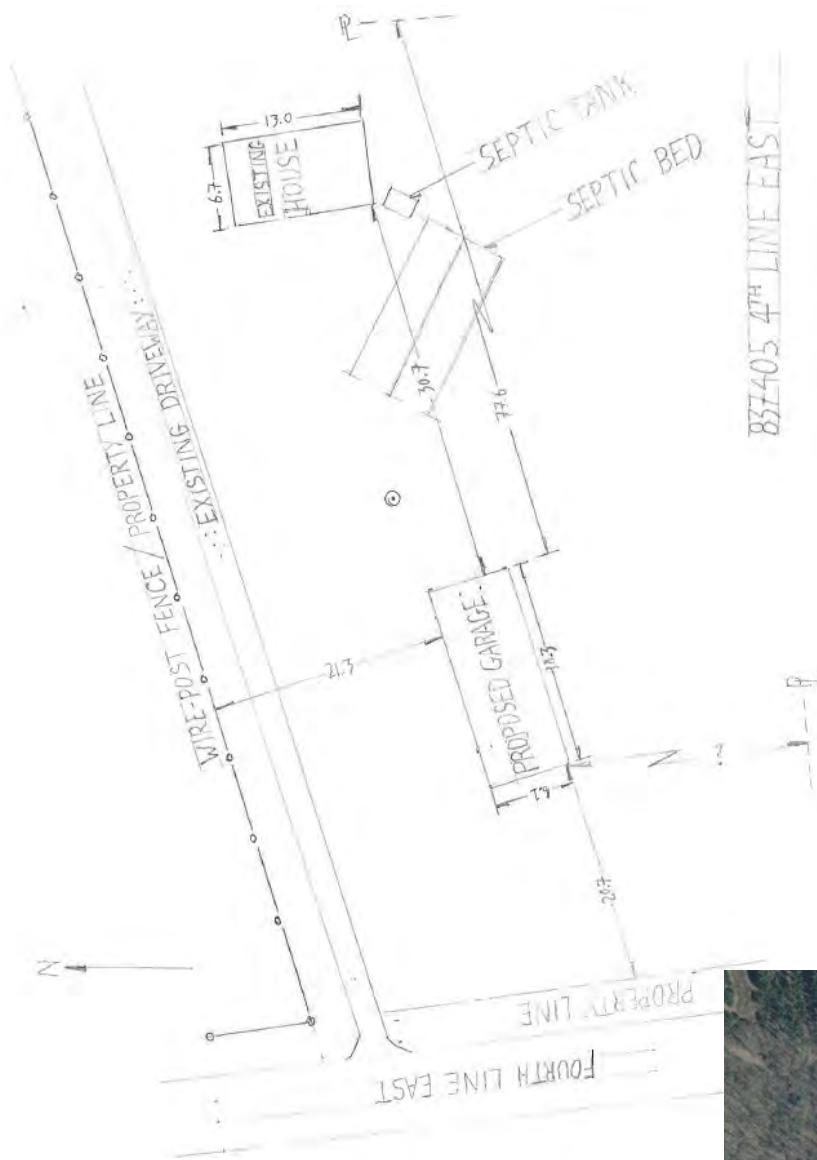 PL
13.0
6.7
EXISTING
HOUSE
SEPTIC TANK
SEPTIC BED
837405 4TH LINE EAST
WIRE-POST FENCE / PROPERTY LINE
EXISTING DRIVEWAY
30.7
77.6
21.3
PROPOSED GARAGE
18.3
PL
?
20.7
N
PROPERTY LINE
FOURTH LINE EAST